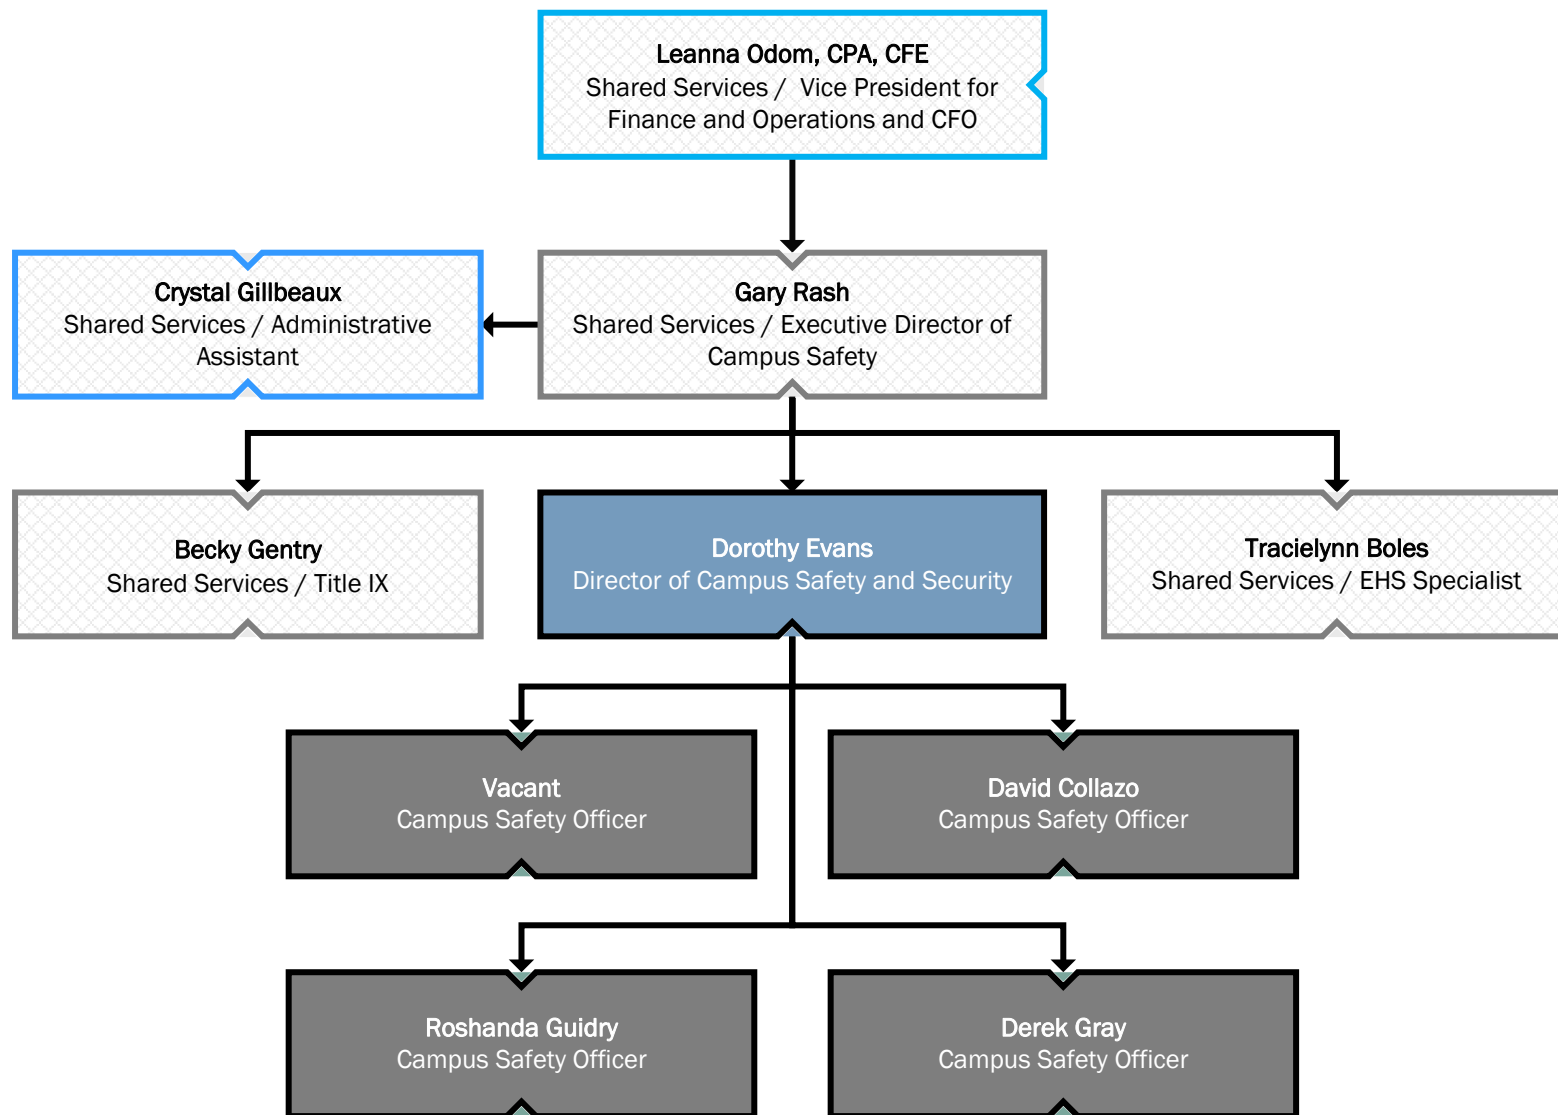 Leanna Odom, CPA, CFE
Shared Services /  Vice President for
Finance and Operations and CFO
Crystal Gillbeaux
Shared Services / Administrative
Assistant
Gary Rash
Shared Services / Executive Director of
Campus Safety
Becky Gentry
Shared Services / Title IX
Dorothy Evans
Director of Campus Safety and Security
Tracielynn Boles
Shared Services / EHS Specialist
Vacant
Campus Safety Officer
David Collazo
Campus Safety Officer
Roshanda Guidry
Campus Safety Officer
Derek Gray
Campus Safety Officer